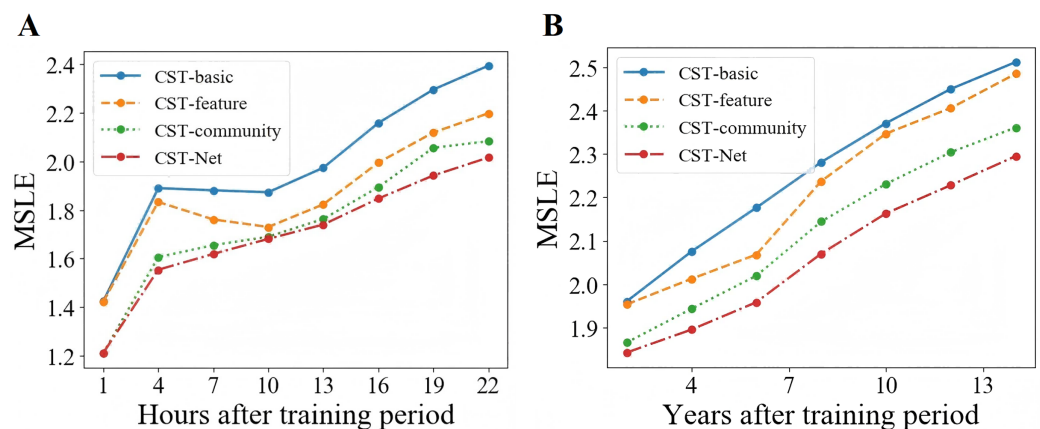 A
MSLE
2.4
2.2
2.0
1.8
1.6
1.4
1.2
CST-basic
CST-feature
CST-community
CST-Net
1 4 7 10 13 16 19 22
Hours after training period
B
MSLE
2.5
2.4
2.3
2.2
2.1
2.0
1.9
CST-basic
CST-feature
CST-community
CST-Net
4 7 10 13
Years after training period